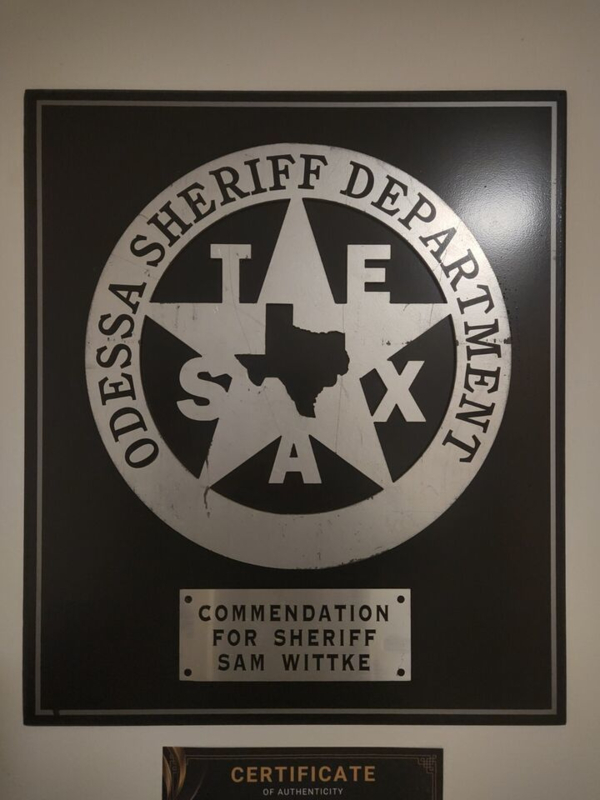 ODESSA SHERIFF DEPARTMENT
T E
S X
A
COMMENDATION
FOR SHERIFF
SAM WITTKE
CERTIFICATE
OF AUTHENTICITY